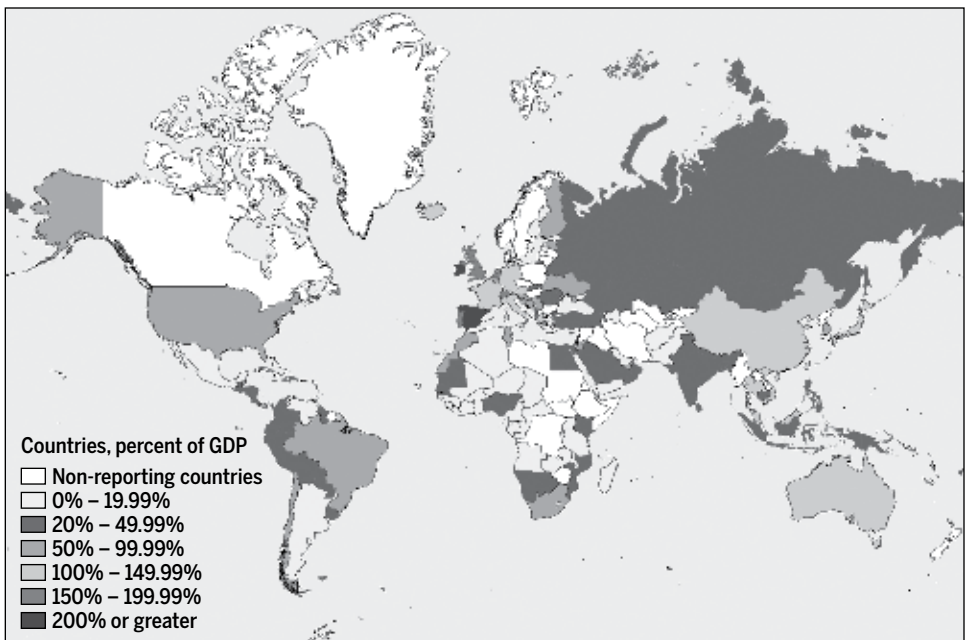 Countries, percent of GDP
Non-reporting countries
0% – 19.99%
20% – 49.99%
50% – 99.99%
100% – 149.99%
150% – 199.99%
200% or greater